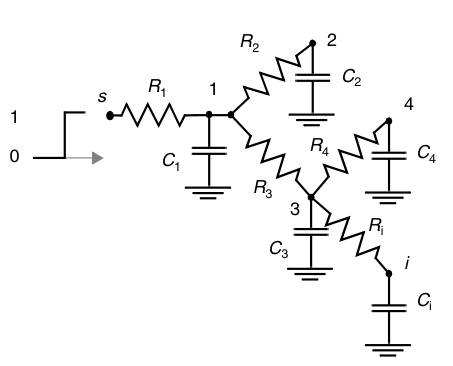 R₂
2
s
R₁
1
C₂
1
4
0
C₁
R₄
C₄
R₃
3
Rᵢ
C₃
i
Cᵢ